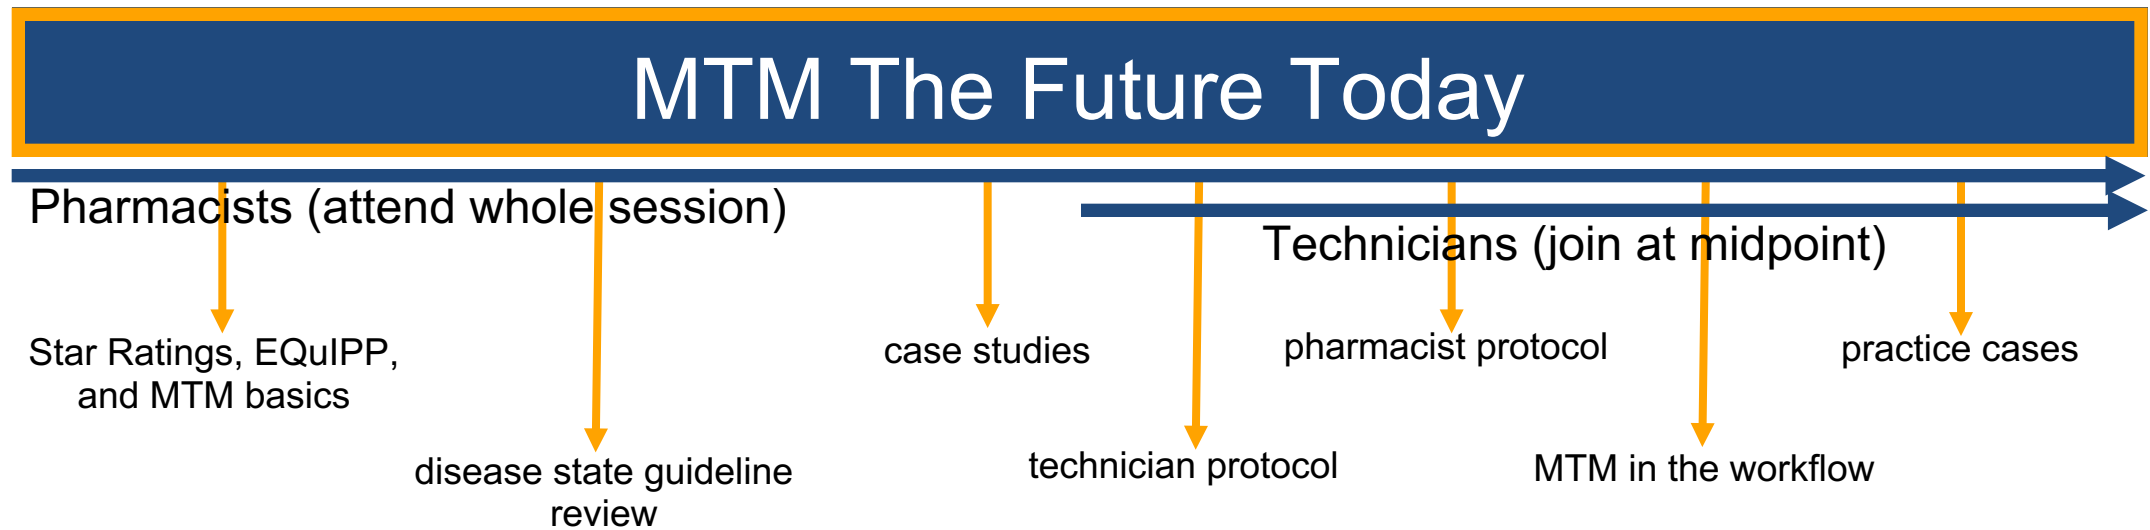 MTM The Future Today
Pharmacists (attend whole session)
Technicians (join at midpoint)
Star Ratings, EQuIPP,
and MTM basics
disease state guideline
review
case studies
technician protocol
pharmacist protocol
MTM in the workflow
practice cases